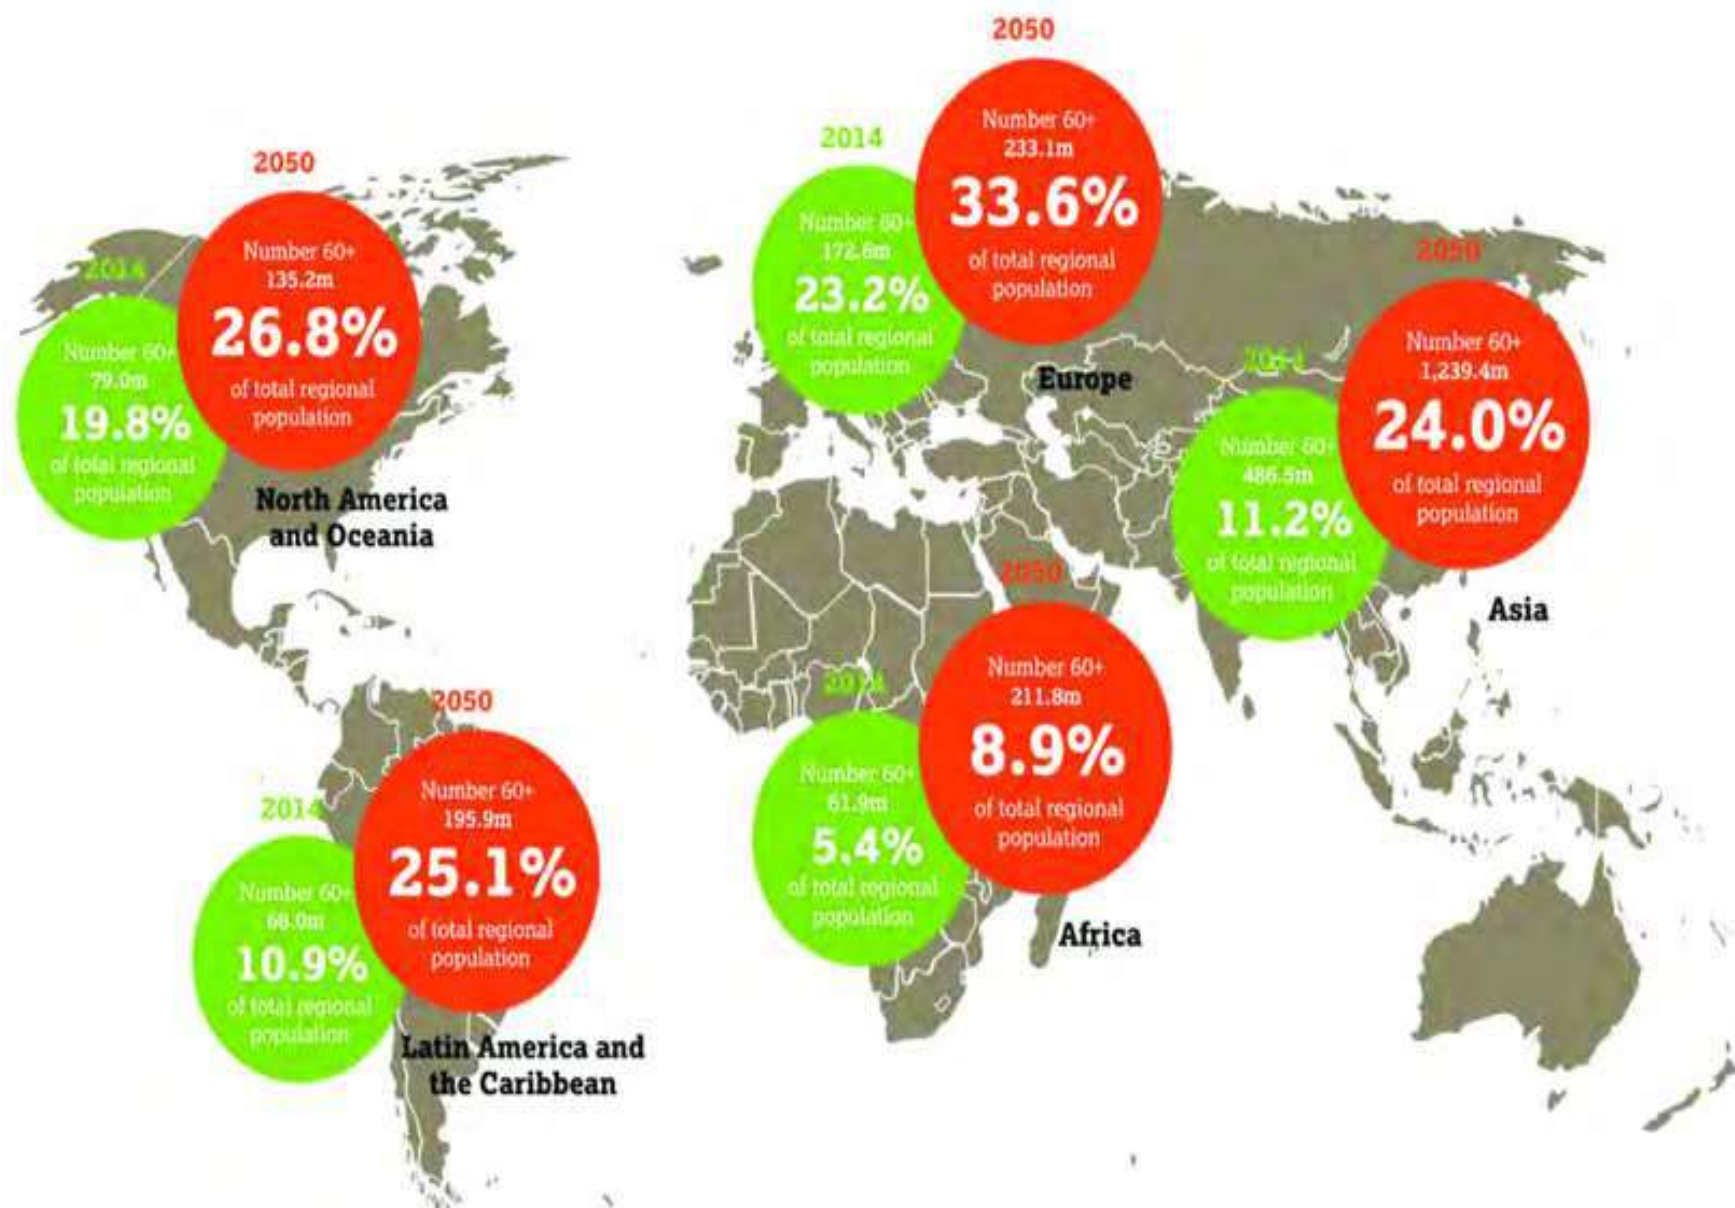 2050
2014
Number 60+
135.2m
26.8%
of total regional
population
Number 60+
79.0m
19.8%
of total regional
population
North America
and Oceania
2050
2014
Number 60+
233.1m
33.6%
of total regional
population
Number 60+
172.6m
23.2%
of total regional
population
Europe
2050
2014
Number 60+
1,239.4m
24.0%
of total regional
population
Number 60+
486.5m
11.2%
of total regional
population
Asia
2050
2014
Number 60+
195.9m
25.1%
of total regional
population
Number 60+
68.0m
10.9%
of total regional
population
Latin America and
the Caribbean
2050
2014
Number 60+
211.8m
8.9%
of total regional
population
Number 60+
61.9m
5.4%
of total regional
population
Africa